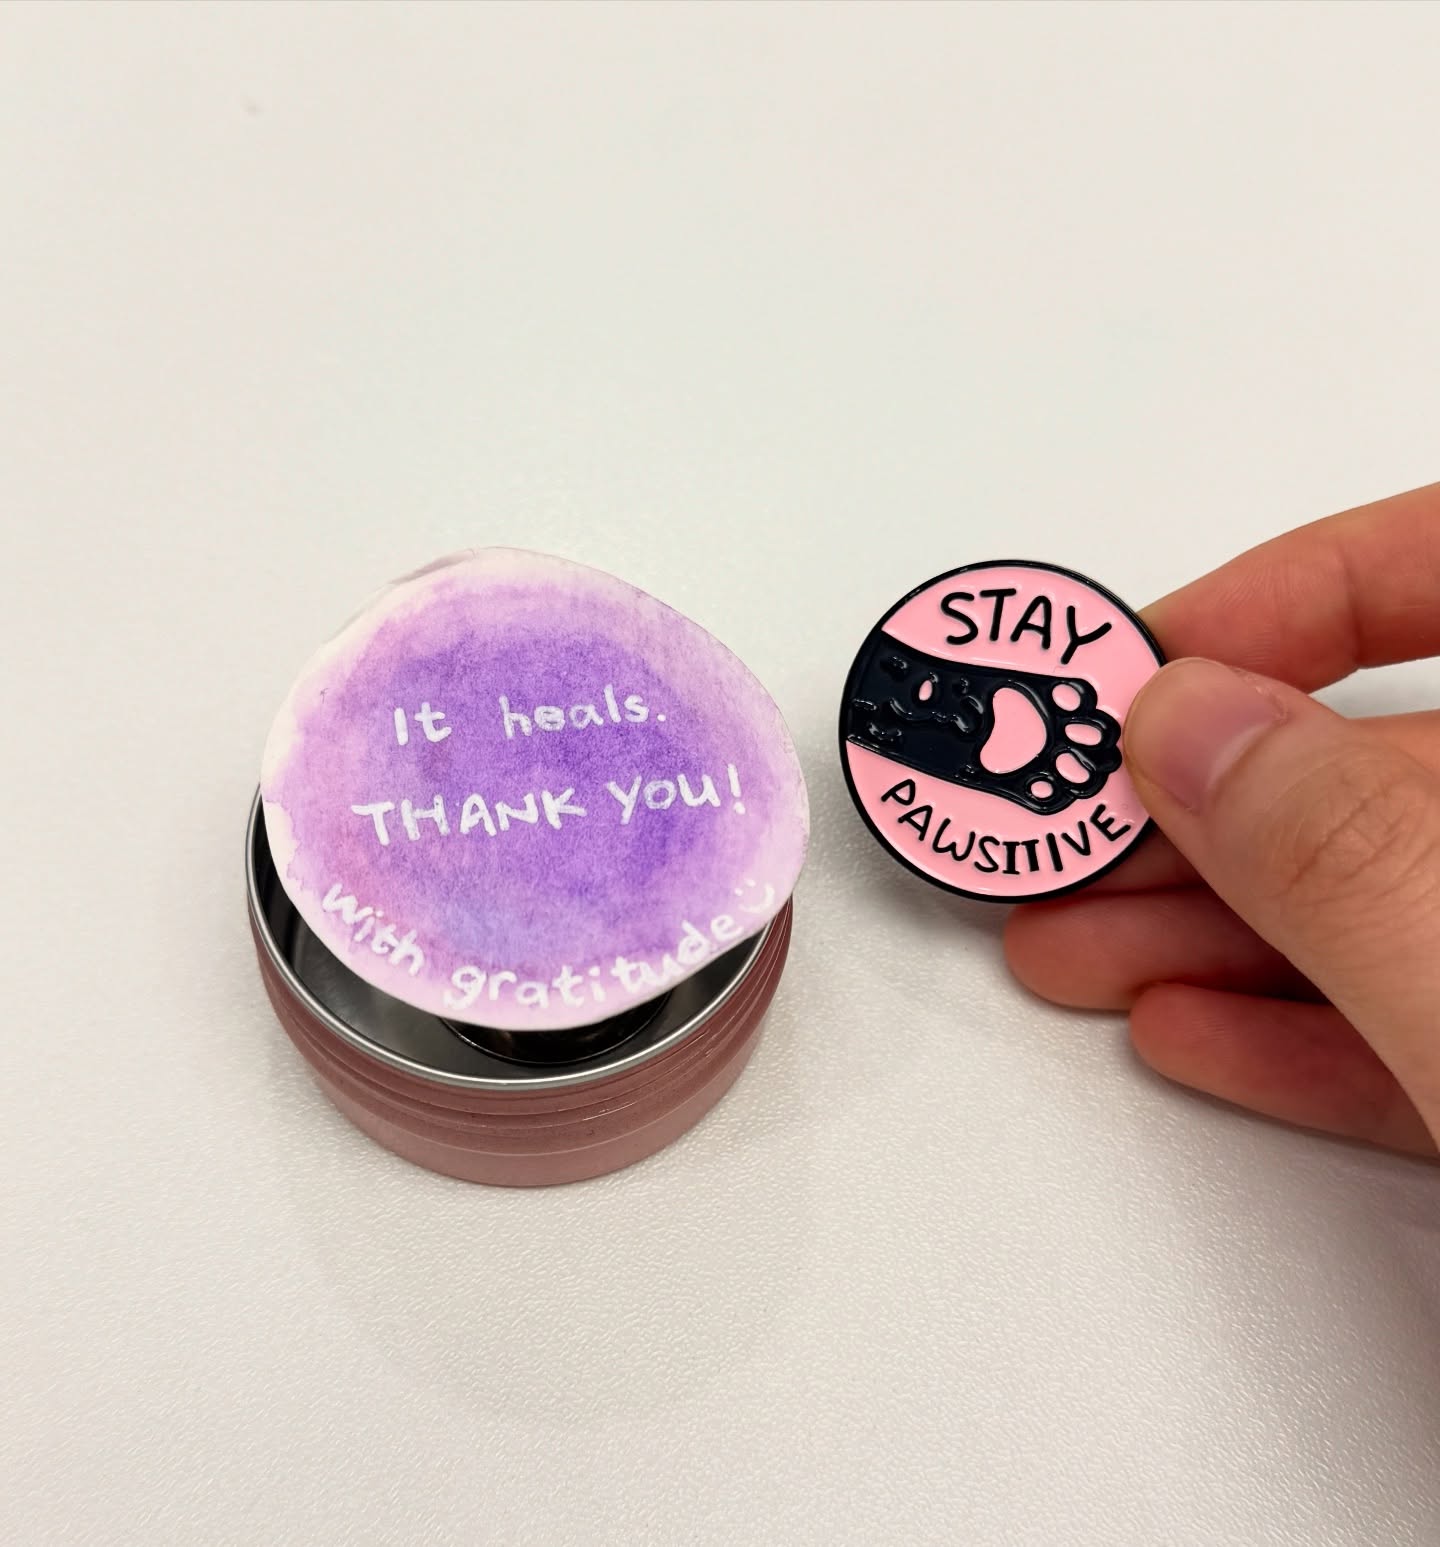 It heals.
THANK YOU!
With gratitude :)
STAY
PAWSITIVE